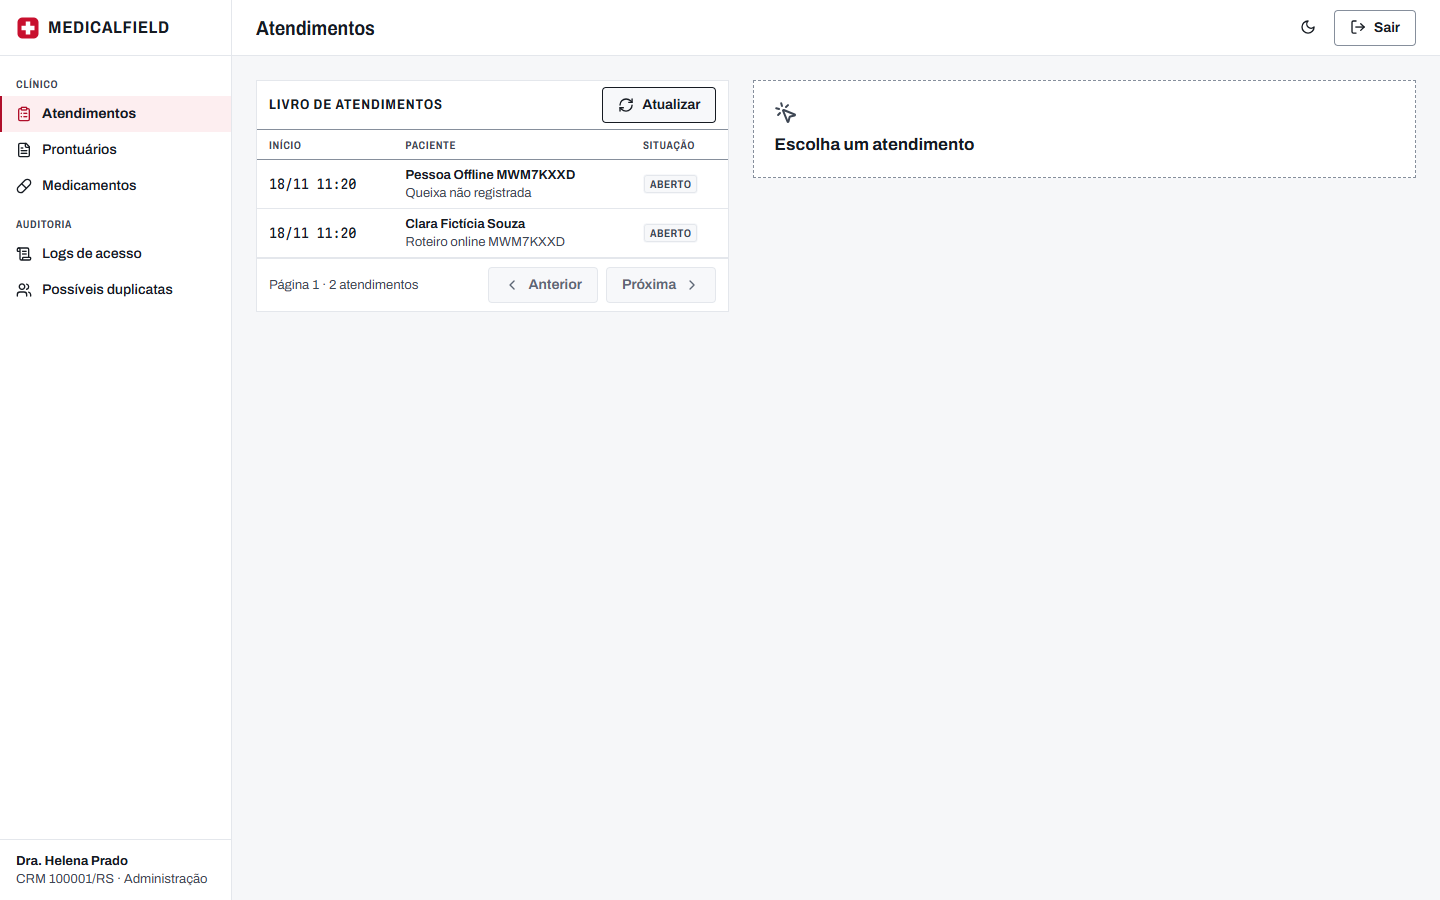 MEDICALFIELD
Atendimentos
Sair
CLÍNICO
Atendimentos
Prontuários
Medicamentos
AUDITORIA
Logs de acesso
Possíveis duplicatas
LIVRO DE ATENDIMENTOS
Atualizar
INÍCIO PACIENTE SITUAÇÃO
18/11 11:20 Pessoa Offline MWM7KXXD ABERTO
Queixa não registrada
18/11 11:20 Clara Fictícia Souza ABERTO
Roteiro online MWM7KXXD
Página 1 · 2 atendimentos Anterior Próxima
Escolha um atendimento
Dra. Helena Prado
CRM 100001/RS · Administração